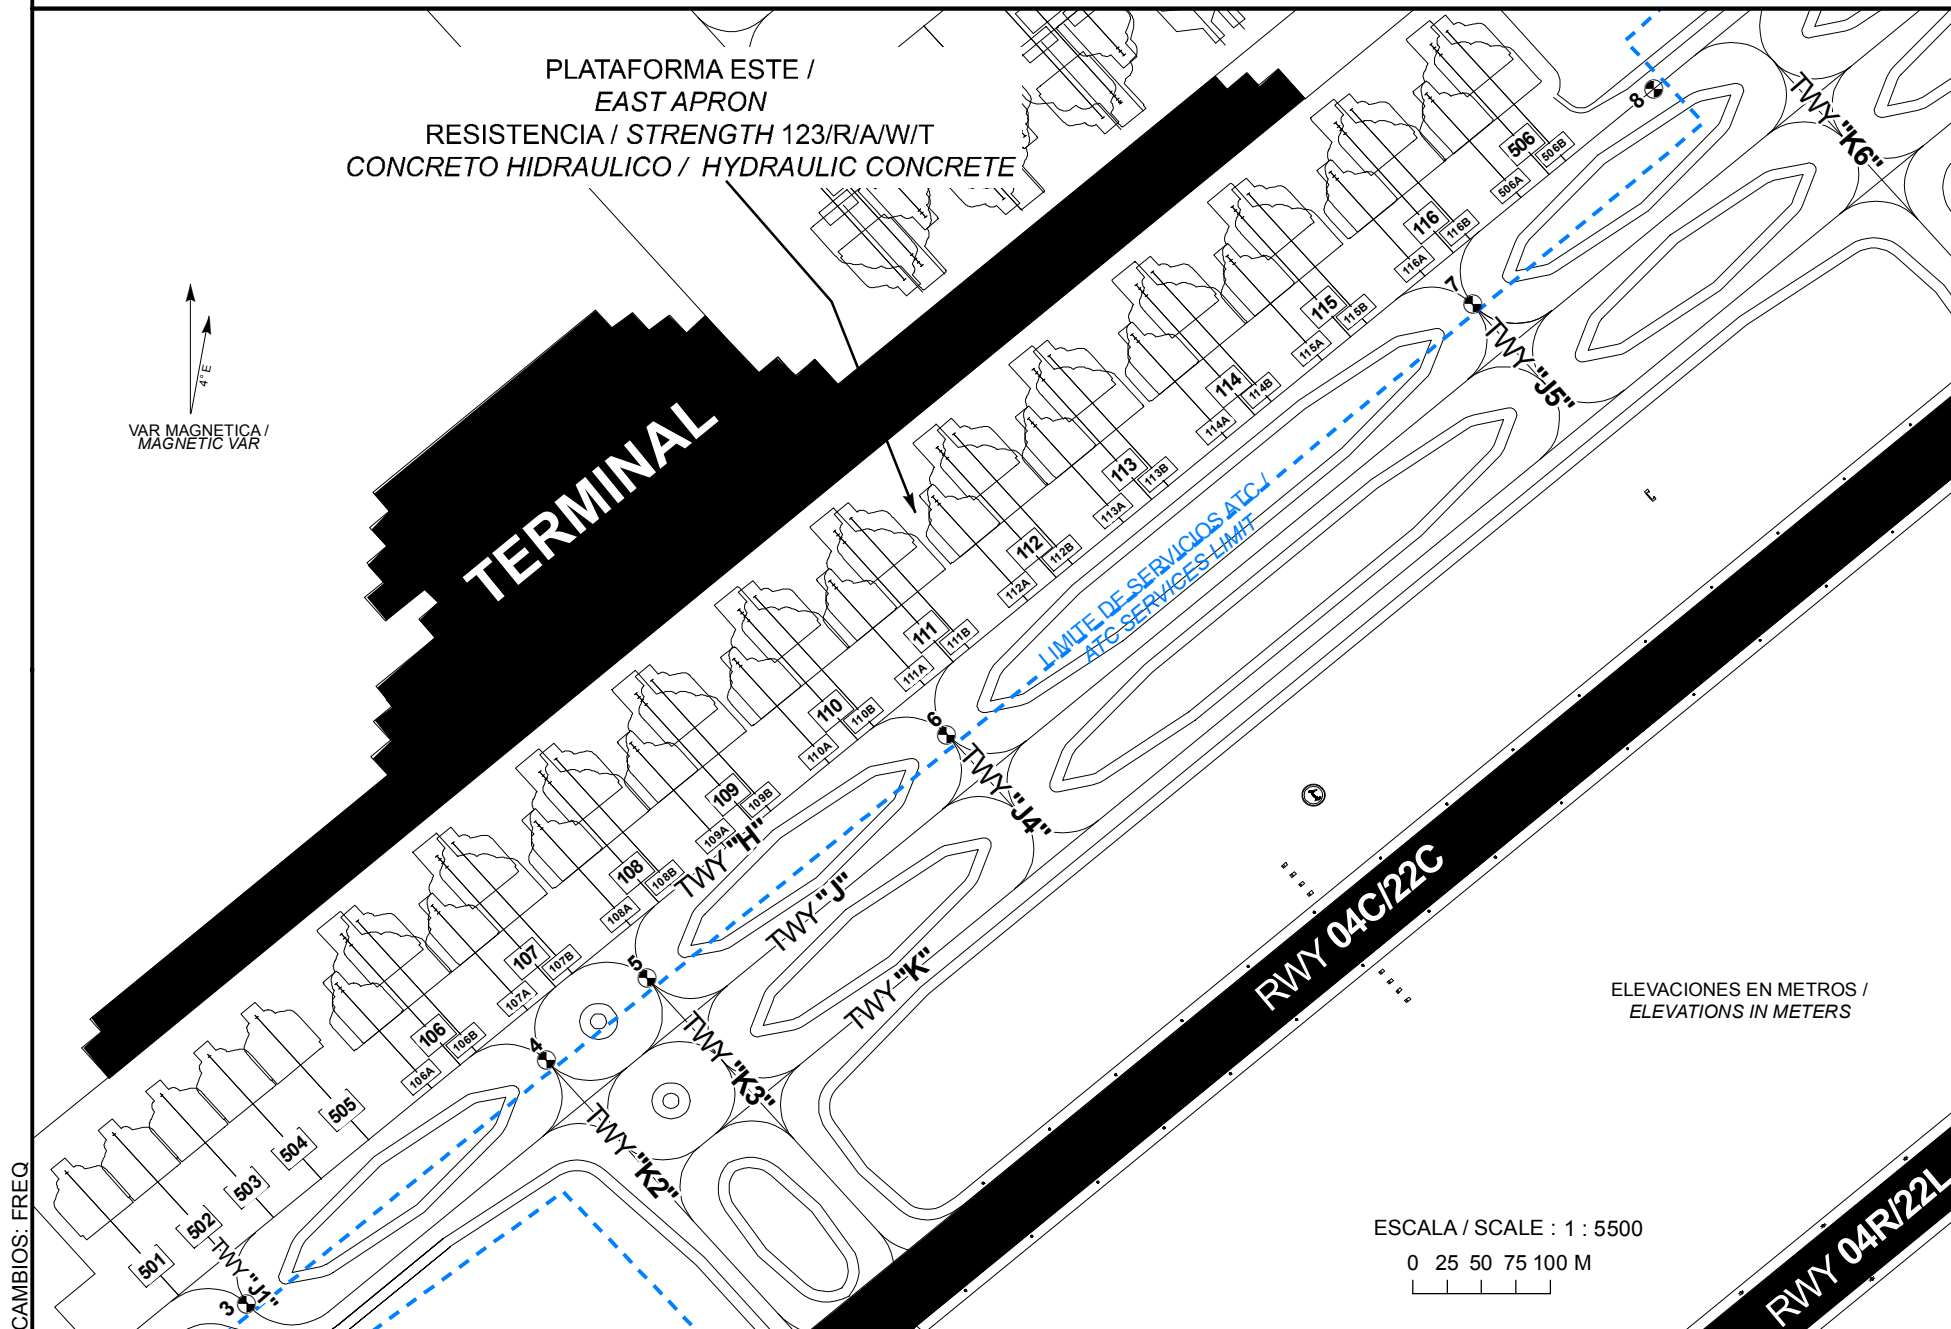 PLATAFORMA ESTE /
EAST APRON
RESISTENCIA / STRENGTH 123/R/A/W/T
CONCRETO HIDRAULICO / HYDRAULIC CONCRETE
4° E
VAR MAGNETICA /
MAGNETIC VAR
TERMINAL
8
TWY "K6"
506
506B
506A
116
116B
116A
7
TWY "J5"
115
115B
115A
114
114B
114A
113
113B
113A
112
112B
112A
LIMITE DE SERVICIOS ATC /
ATC SERVICES LIMIT
111
111B
111A
110
110B
110A
6
TWY "J4"
109
109B
109A
TWY "H"
108
108B
108A
TWY "J"
TWY "K"
107
107B
107A
5
TWY "K3"
106
106B
106A
4
TWY "K2"
505
504
503
502
501
TWY "J1"
3
RWY 04C/22C
RWY 04R/22L
ELEVACIONES EN METROS /
ELEVATIONS IN METERS
ESCALA / SCALE : 1 : 5500
0 25 50 75 100 M
CAMBIOS: FREQ